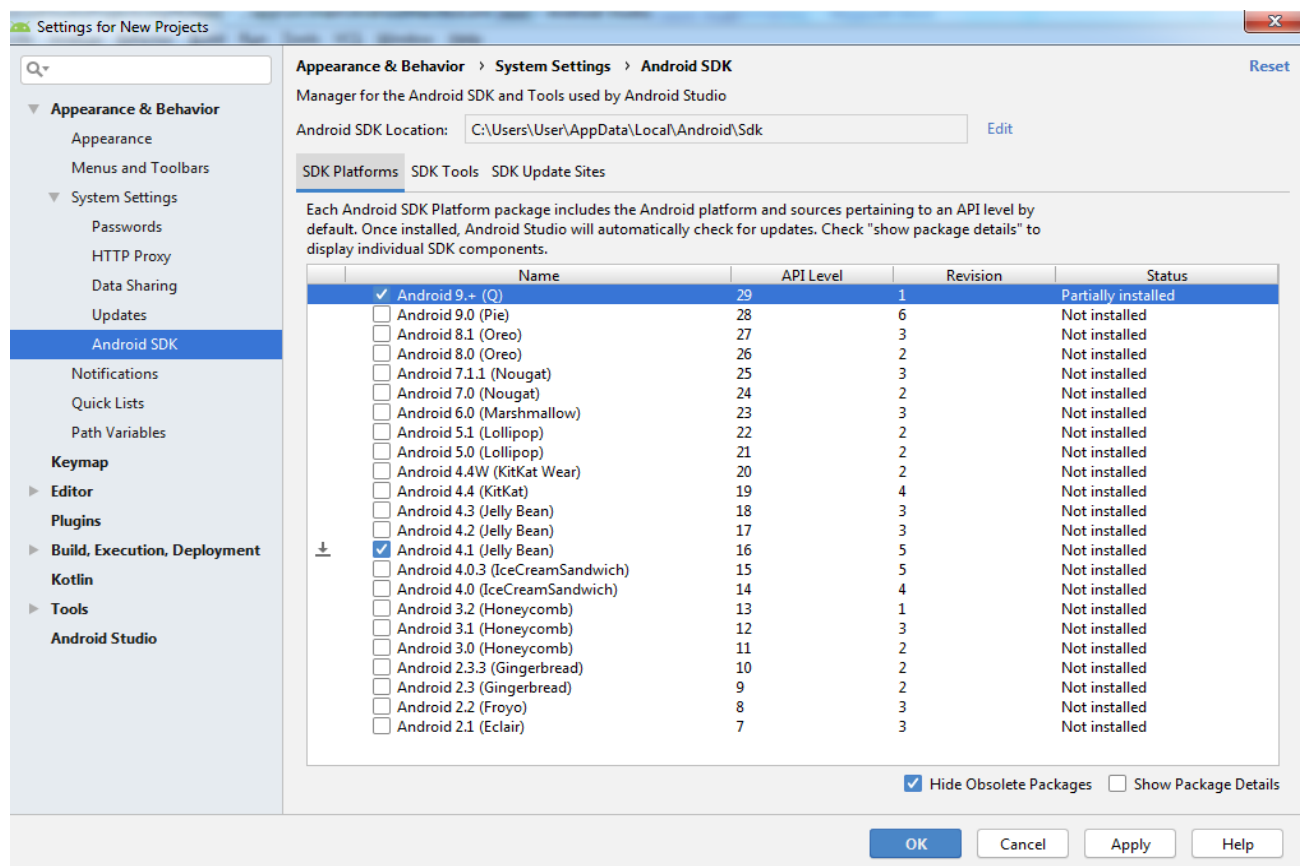 Settings for New Projects
Appearance & Behavior
Appearance
Menus and Toolbars
System Settings
Passwords
HTTP Proxy
Data Sharing
Updates
Android SDK
Notifications
Quick Lists
Path Variables
Keymap
Editor
Plugins
Build, Execution, Deployment
Kotlin
Tools
Android Studio
Appearance & Behavior › System Settings › Android SDK Reset
Manager for the Android SDK and Tools used by Android Studio
Android SDK Location: C:\Users\User\AppData\Local\Android\Sdk Edit
SDK Platforms SDK Tools SDK Update Sites
Each Android SDK Platform package includes the Android platform and sources pertaining to an API level by
default. Once installed, Android Studio will automatically check for updates. Check "show package details" to
display individual SDK components.
Name API Level Revision Status
Android 9.+ (Q) 29 1 Partially installed
Android 9.0 (Pie) 28 6 Not installed
Android 8.1 (Oreo) 27 3 Not installed
Android 8.0 (Oreo) 26 2 Not installed
Android 7.1.1 (Nougat) 25 3 Not installed
Android 7.0 (Nougat) 24 2 Not installed
Android 6.0 (Marshmallow) 23 3 Not installed
Android 5.1 (Lollipop) 22 2 Not installed
Android 5.0 (Lollipop) 21 2 Not installed
Android 4.4W (KitKat Wear) 20 2 Not installed
Android 4.4 (KitKat) 19 4 Not installed
Android 4.3 (Jelly Bean) 18 3 Not installed
Android 4.2 (Jelly Bean) 17 3 Not installed
Android 4.1 (Jelly Bean) 16 5 Not installed
Android 4.0.3 (IceCreamSandwich) 15 5 Not installed
Android 4.0 (IceCreamSandwich) 14 4 Not installed
Android 3.2 (Honeycomb) 13 1 Not installed
Android 3.1 (Honeycomb) 12 3 Not installed
Android 3.0 (Honeycomb) 11 2 Not installed
Android 2.3.3 (Gingerbread) 10 2 Not installed
Android 2.3 (Gingerbread) 9 2 Not installed
Android 2.2 (Froyo) 8 3 Not installed
Android 2.1 (Eclair) 7 3 Not installed
Hide Obsolete Packages Show Package Details
OK Cancel Apply Help